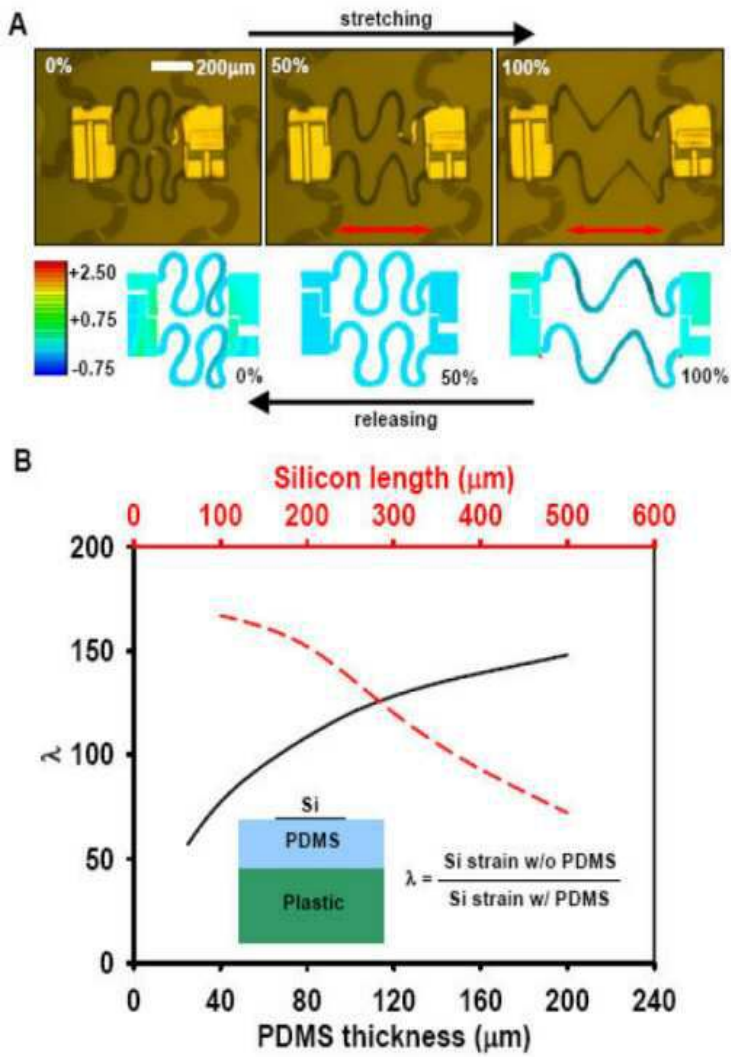 A
stretching
0%
200μm
50%
100%
+2.50
+0.75
-0.75
0%
50%
100%
releasing
B
Silicon length (μm)
0 100 200 300 400 500 600
200
150
100
50
0
λ
Si
PDMS
Plastic
λ = Si strain w/o PDMS
Si strain w/ PDMS
0 40 80 120 160 200 240
PDMS thickness (μm)